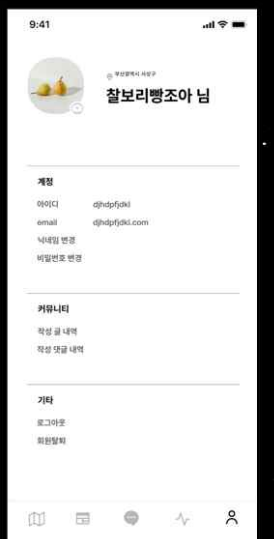 9:41
부산광역시 사상구
찰보리빵조아 님
계정
아이디 djhdpfjdkl
email djhdpfjdkl.com
닉네임 변경
비밀번호 변경
커뮤니티
작성 글 내역
작성 댓글 내역
기타
로그아웃
회원탈퇴